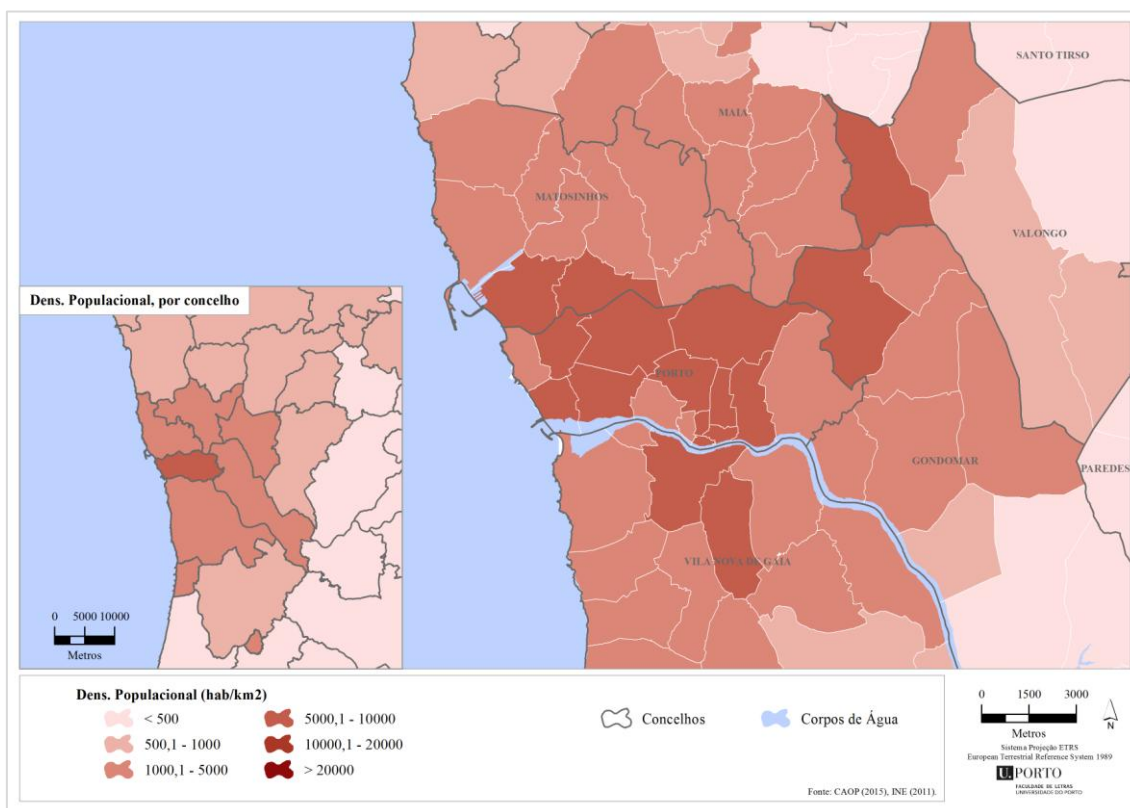 SANTO TIRSO
MAIA
MATOSINHOS
VALONGO
PORTO
GONDOMAR
PAREDES
VILA NOVA DE GAIA
Dens. Populacional, por concelho
0 5000 10000
Metros
Dens. Populacional (hab/km2)
< 500
500,1 - 1000
1000,1 - 5000
5000,1 - 10000
10000,1 - 20000
> 20000
Concelhos
Corpos de Água
Fonte: CAOP (2015), INE (2011).
0 1500 3000
Metros
N
Sistema Projeção ETRS
European Terrestrial Reference System 1989
U. PORTO
FACULDADE DE LETRAS
UNIVERSIDADE DO PORTO